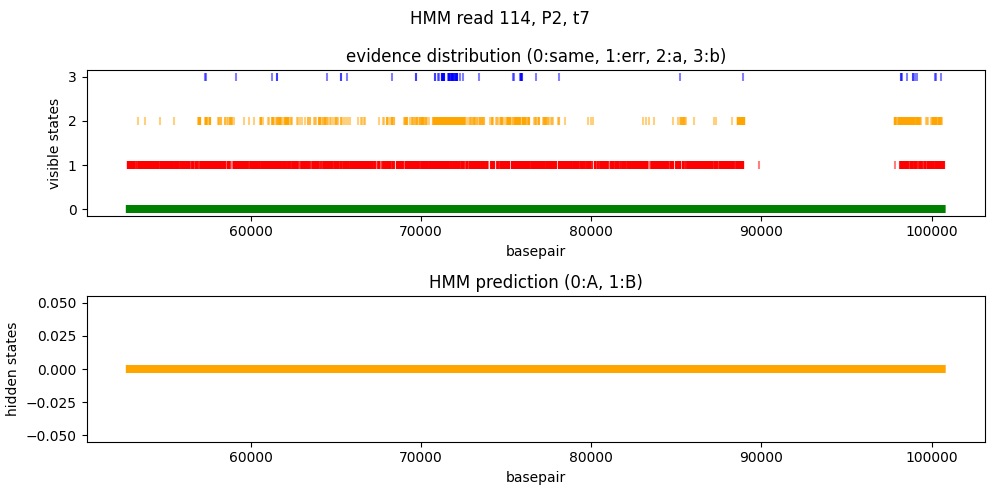 HMM read 114, P2, t7
evidence distribution (0:same, 1:err, 2:a, 3:b)
visible states
3
2
1
0
60000 70000 80000 90000 100000
basepair
HMM prediction (0:A, 1:B)
hidden states
0.050
0.025
0.000
−0.025
−0.050
60000 70000 80000 90000 100000
basepair